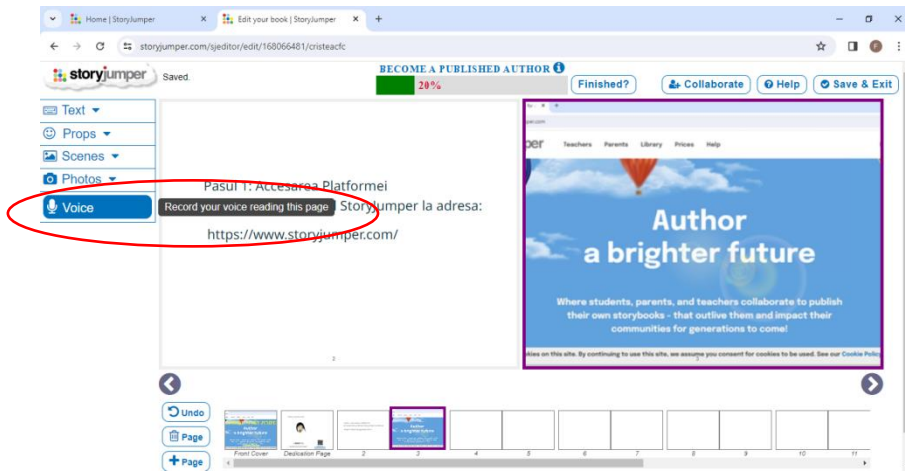 Home | StoryJumper
Edit your book | StoryJumper
storyjumper.com/sjeditor/edit/168066481/cristeacfc
storyjumper
Saved.
BECOME A PUBLISHED AUTHOR
20%
Finished?
Collaborate
Help
Save & Exit
Text
Props
Scenes
Photos
Voice
Record your voice reading this page
Pasul 1: Accesarea Platformei
StoryJumper la adresa:
https://www.storyjumper.com/
Teachers Parents Library Prices Help
Author
a brighter future
Where students, parents, and teachers collaborate to publish
their own storybooks - that outlive them and impact their
communities for generations to come!
okies on this site. By continuing to use this site, we assume you consent for cookies to be used. See our Cookie Policy
2
3
Undo
Page
Page
Front Cover
Dedication Page
2
3
4
5
6
7
8
9
10
11